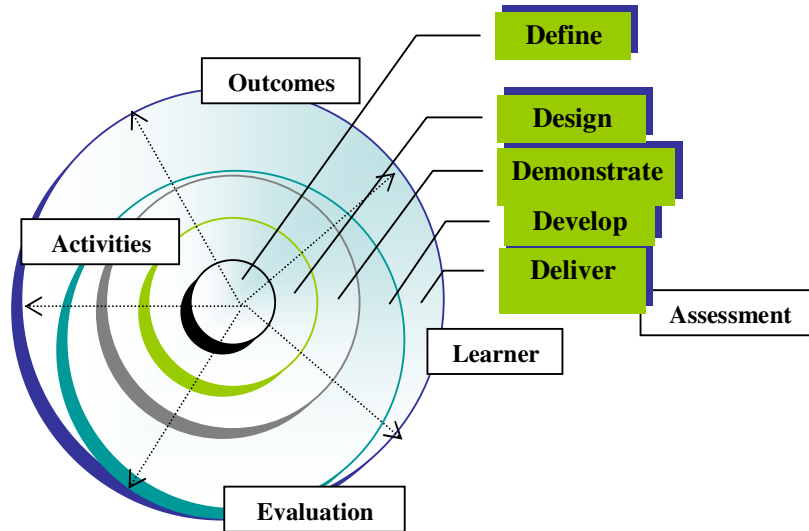 Define
Outcomes
Design
Demonstrate
Develop
Activities
Deliver
Assessment
Learner
Evaluation